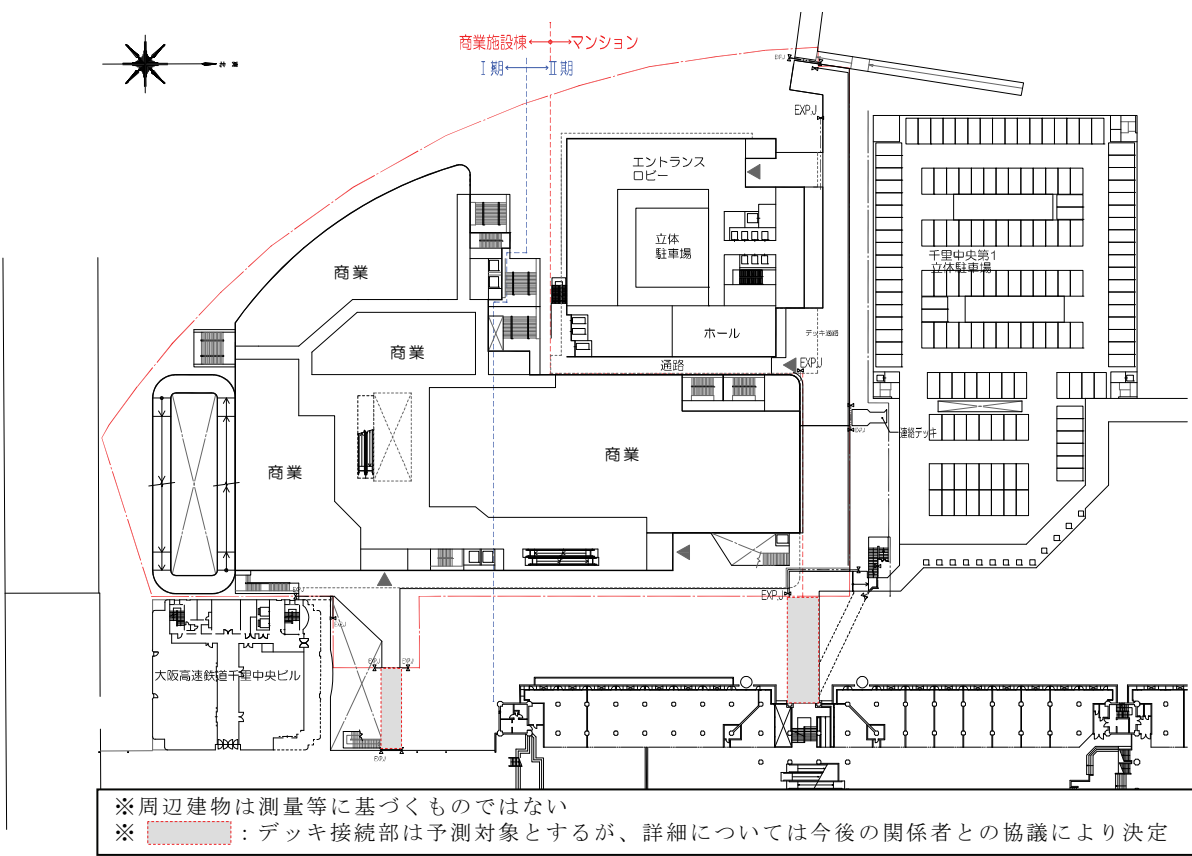 商業施設棟 マンション
Ⅰ期 Ⅱ期
EXP.J
EXP.J
エントランス
ロビー
立体
駐車場
千里中央第1
立体駐車場
商業
商業
ホール
デッキ通路
通路
EXP.J
連絡デッキ
EXP.J
商業
商業
EXP.J
EXP.J
EXP.J
EXP.J
EXP.J
大阪高速鉄道千里中央ビル
EXP.J
※周辺建物は測量等に基づくものではない
※ :デッキ接続部は予測対象とするが、詳細については今後の関係者との協議により決定